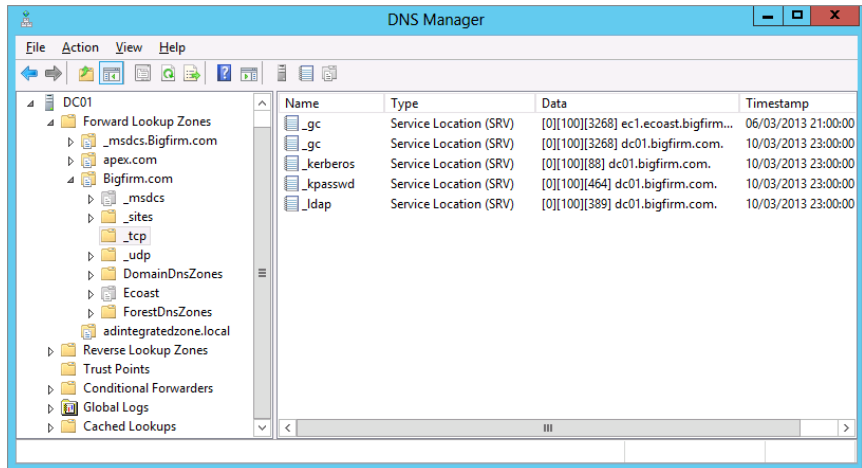 DNS Manager
File Action View Help
DC01
Forward Lookup Zones
_msdcs.Bigfirm.com
apex.com
Bigfirm.com
_msdcs
_sites
_tcp
_udp
DomainDnsZones
Ecoast
ForestDnsZones
adintegratedzone.local
Reverse Lookup Zones
Trust Points
Conditional Forwarders
Global Logs
Cached Lookups
Name Type Data Timestamp
_gc Service Location (SRV) [0][100][3268] ec1.ecoast.bigfirm... 06/03/2013 21:00:00
_gc Service Location (SRV) [0][100][3268] dc01.bigfirm.com. 10/03/2013 23:00:00
_kerberos Service Location (SRV) [0][100][88] dc01.bigfirm.com. 10/03/2013 23:00:00
_kpasswd Service Location (SRV) [0][100][464] dc01.bigfirm.com. 10/03/2013 23:00:00
_ldap Service Location (SRV) [0][100][389] dc01.bigfirm.com. 10/03/2013 23:00:00